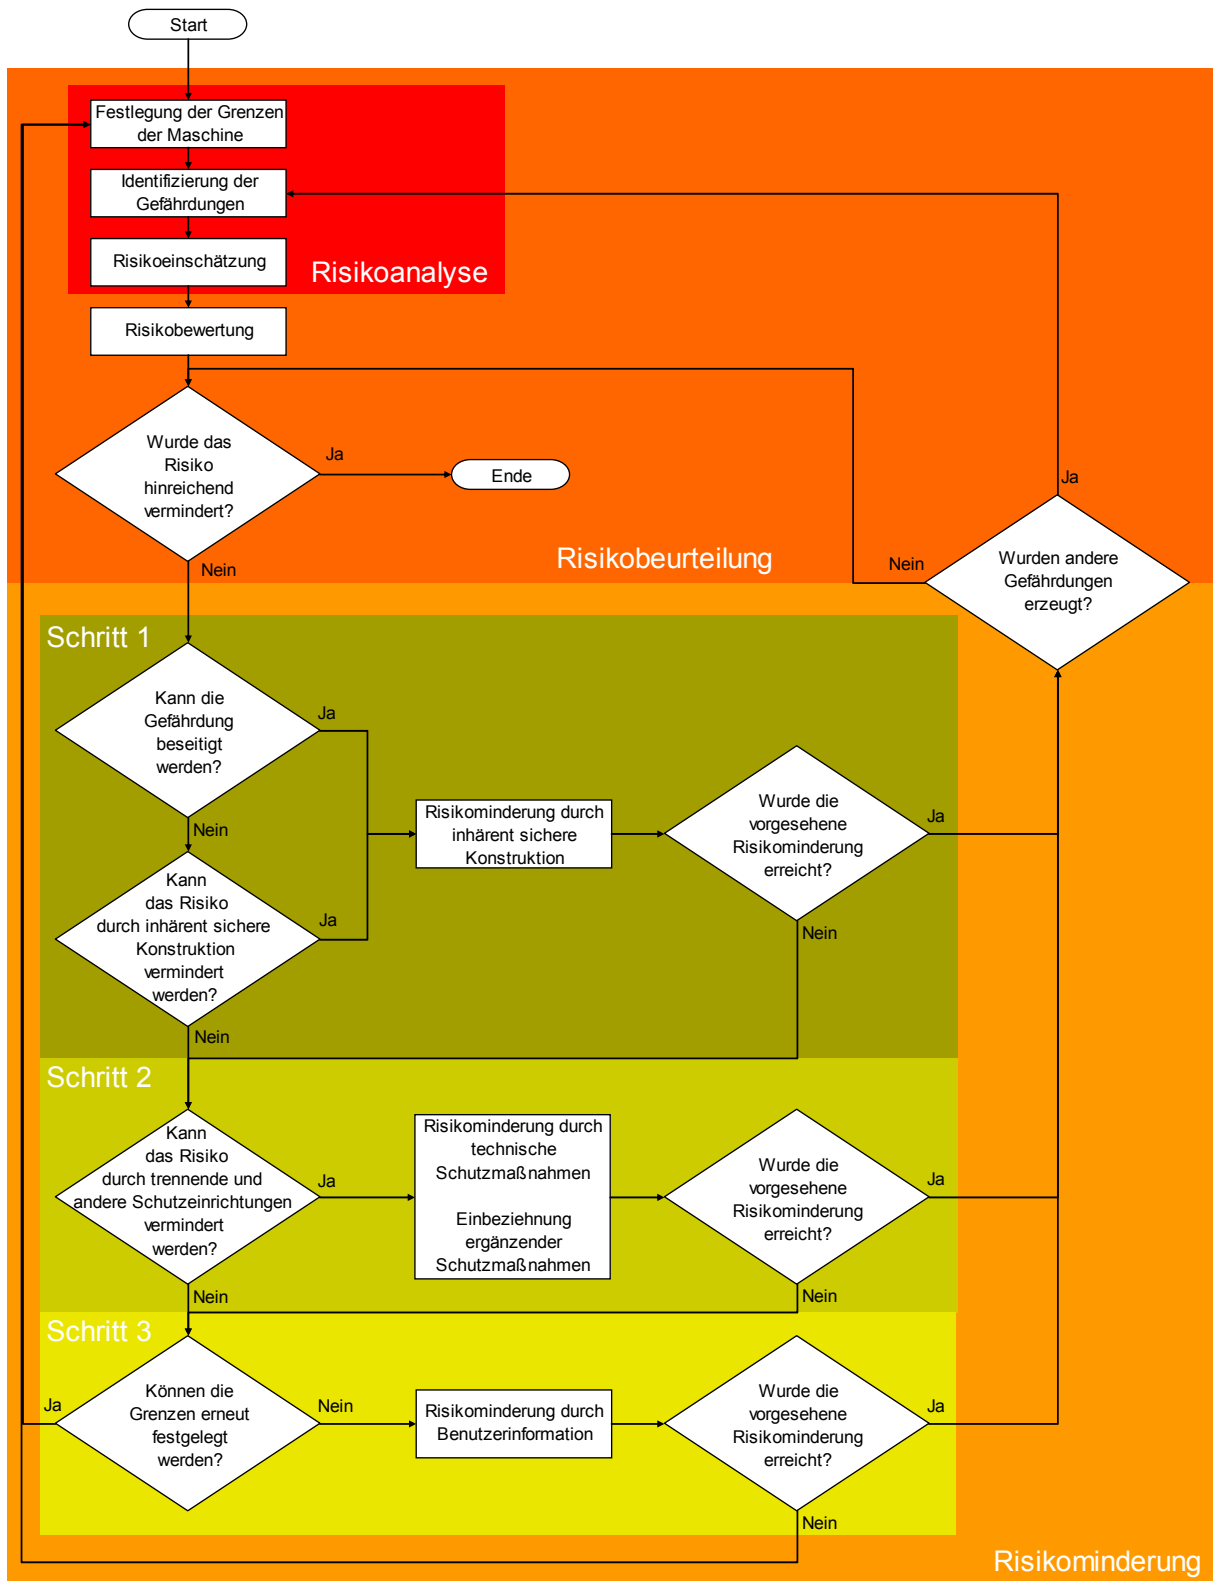 Start
Festlegung der Grenzen
der Maschine
Identifizierung der
Gefährdungen
Risikoeinschätzung
Risikoanalyse
Risikobewertung
Wurde das
Risiko
hinreichend
vermindert?
Ja
Ende
Nein
Risikobeurteilung
Ja
Wurden andere
Gefährdungen
erzeugt?
Nein
Schritt 1
Kann die
Gefährdung
beseitigt
werden?
Ja
Nein
Kann
das Risiko
durch inhärent sichere
Konstruktion
vermindert
werden?
Ja
Nein
Risikominderung durch
inhärent sichere
Konstruktion
Wurde die
vorgesehene
Risikominderung
erreicht?
Ja
Nein
Schritt 2
Kann
das Risiko
durch trennende und
andere Schutzeinrichtungen
vermindert
werden?
Ja
Nein
Risikominderung durch
technische
Schutzmaßnahmen
Einbeziehnung
ergänzender
Schutzmaßnahmen
Wurde die
vorgesehene
Risikominderung
erreicht?
Ja
Nein
Schritt 3
Ja
Können die
Grenzen erneut
festgelegt
werden?
Nein
Risikominderung durch
Benutzerinformation
Wurde die
vorgesehene
Risikominderung
erreicht?
Ja
Nein
Risikominderung